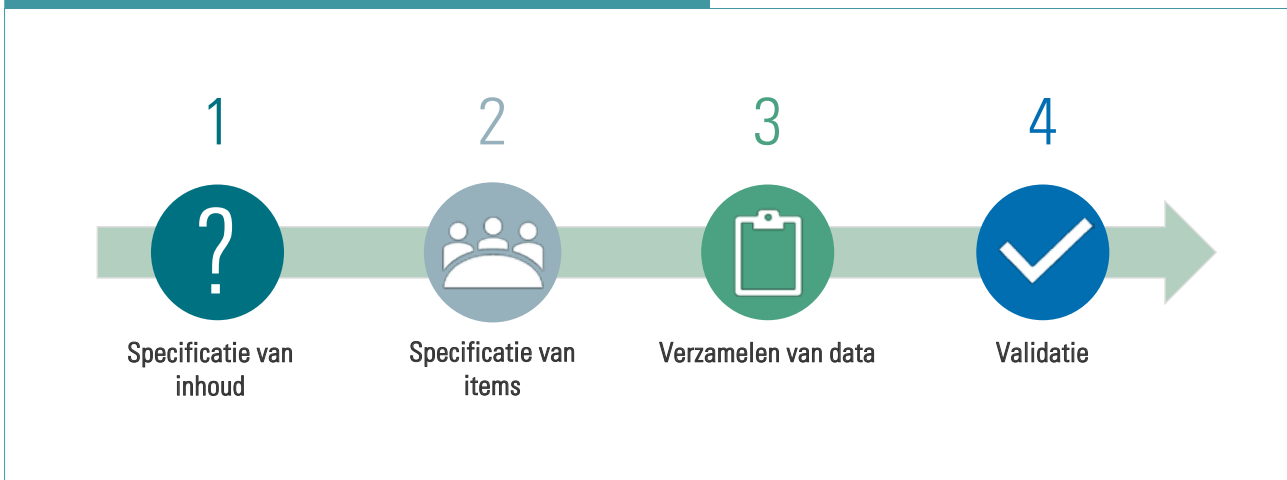 1
2
3
4
?
Specificatie van
inhoud
Specificatie van
items
Verzamelen van data
Validatie